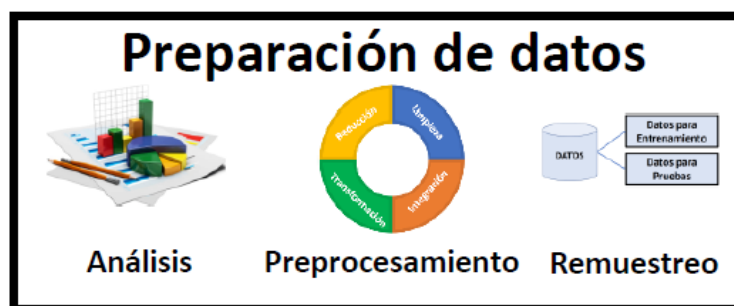 Preparación de datos
Reducción
Limpieza
Transformación
Integración
DATOS
Datos para
Entrenamiento
Datos para
Pruebas
Análisis
Preprocesamiento
Remuestreo